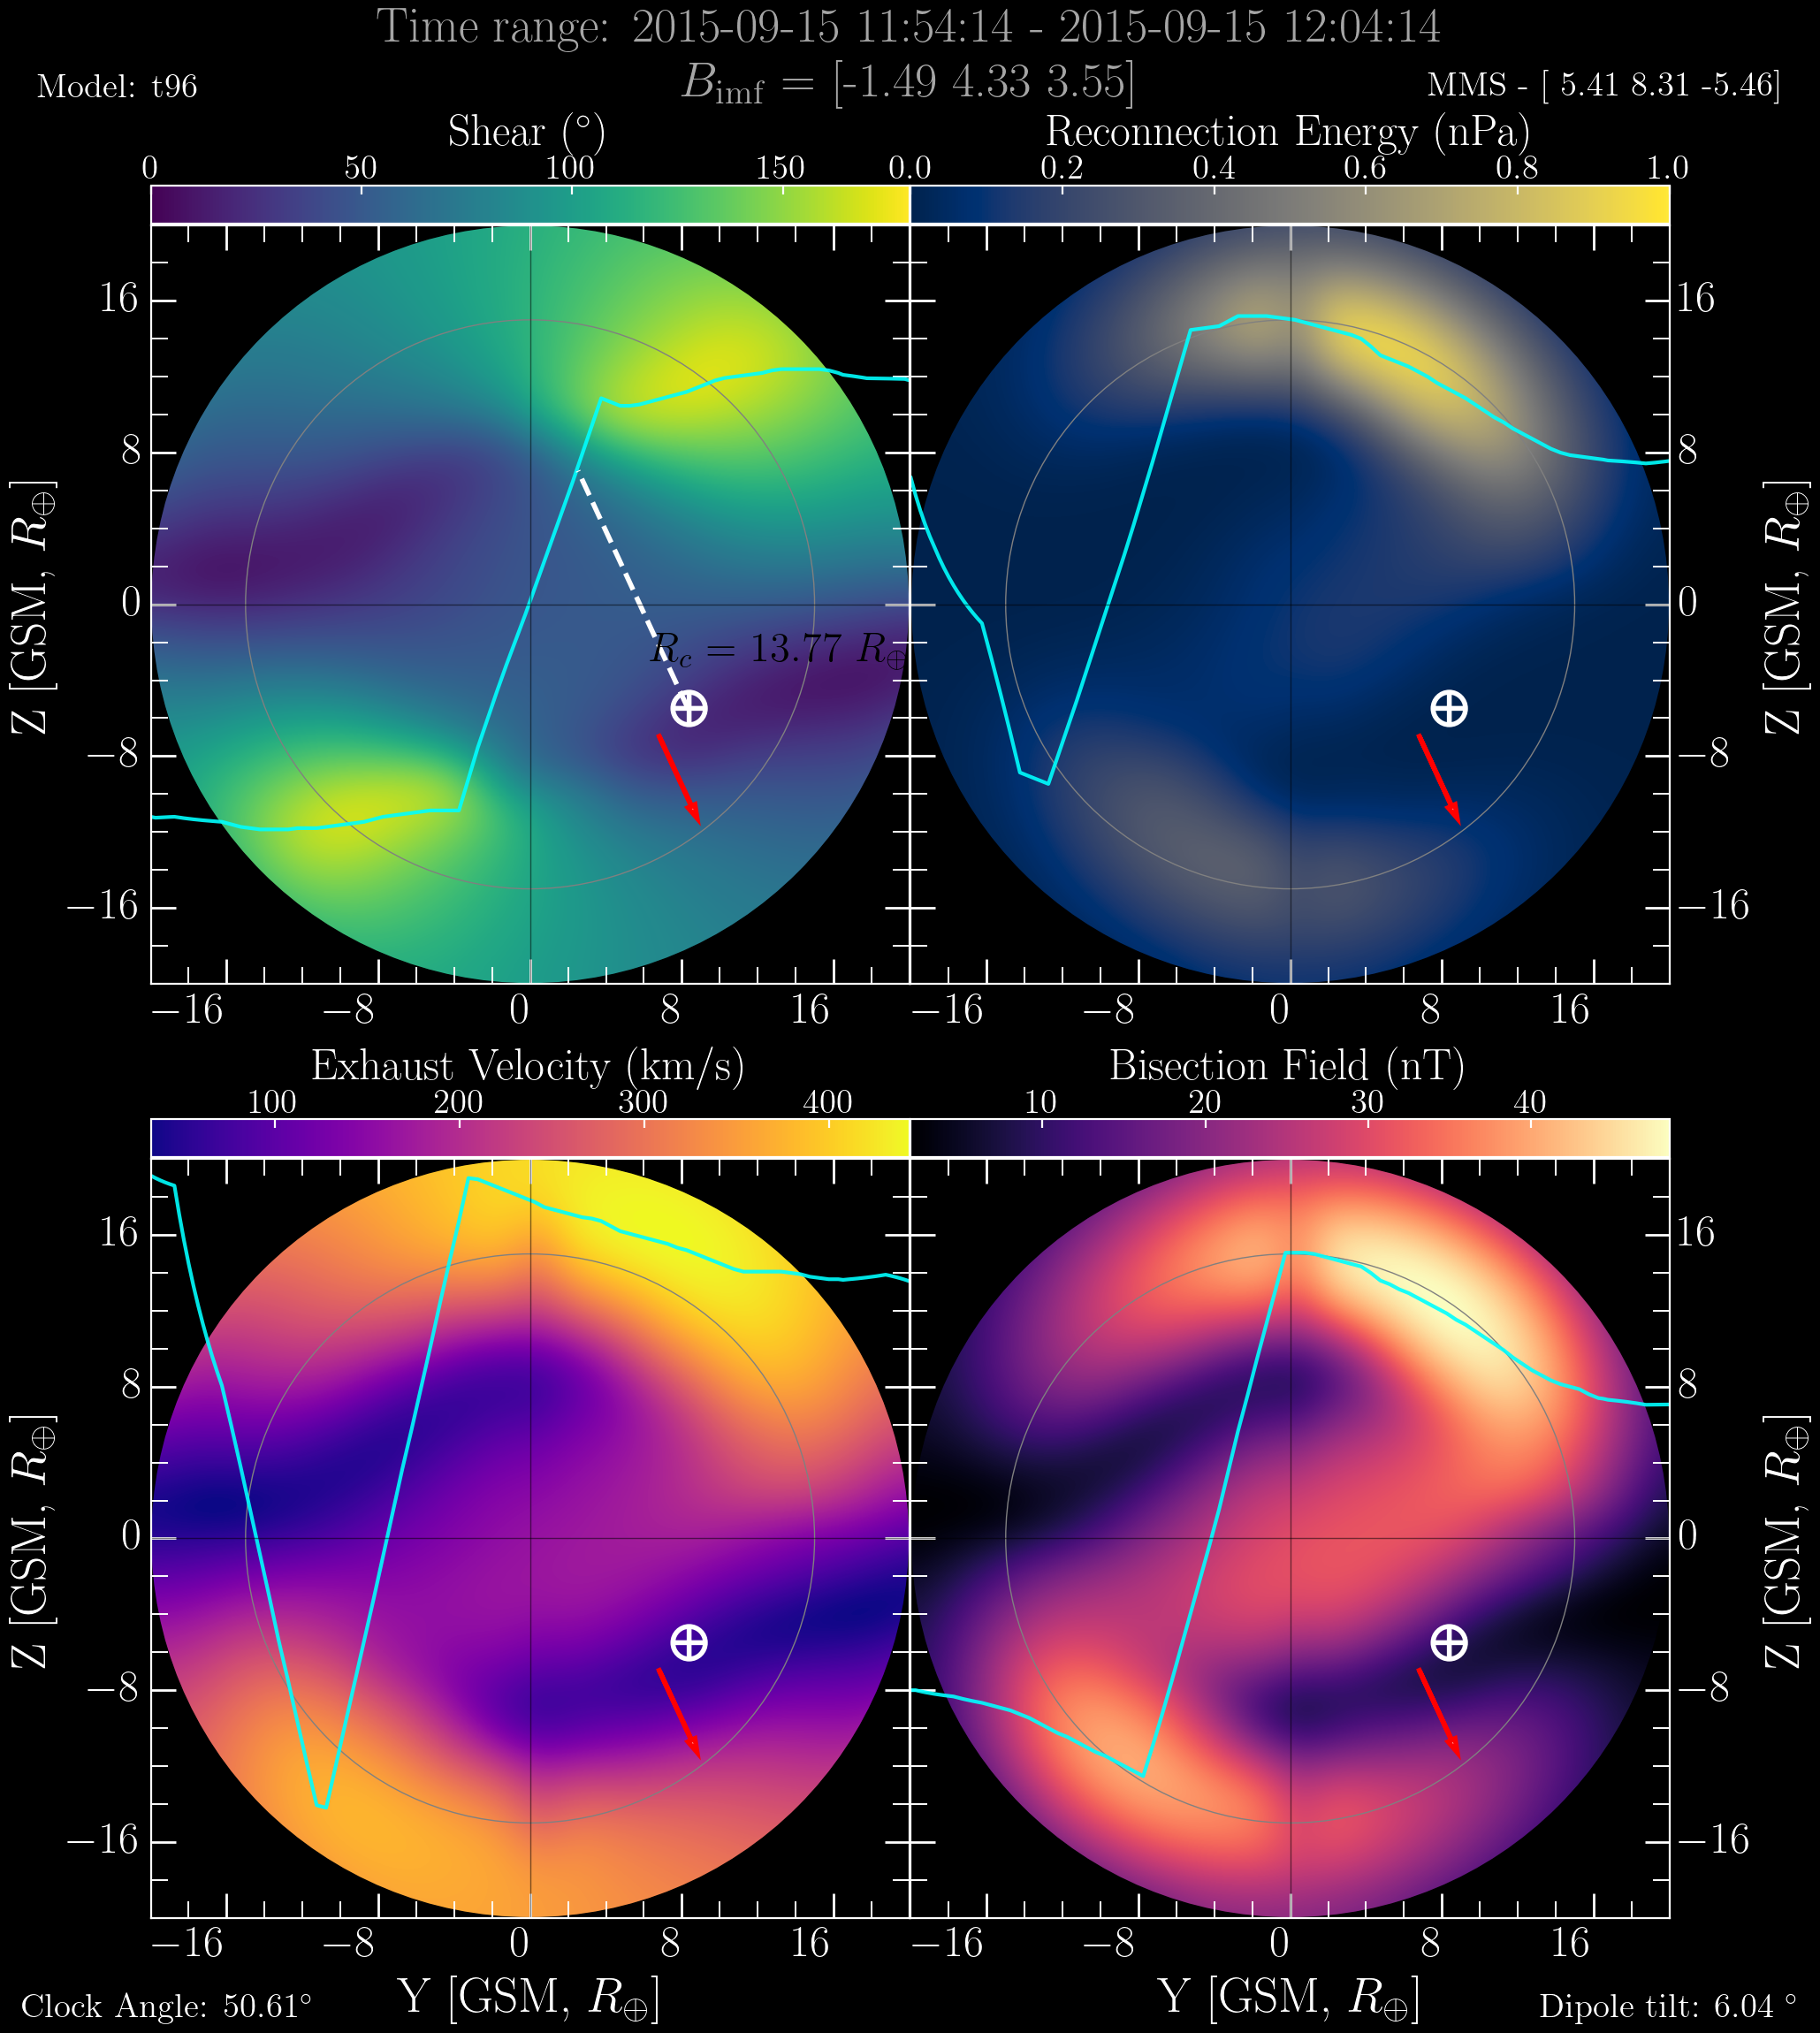 Time range: 2015-09-15 11:54:14 - 2015-09-15 12:04:14
Model: t96
B_imf = [-1.49 4.33 3.55]
MMS - [ 5.41 8.31 -5.46]
Shear (°)
Reconnection Energy (nPa)
0 50 100 150
0.0 0.2 0.4 0.6 0.8 1.0
16 8 0 −8 −16
Z [GSM, R⊕]
R_c = 13.77 R⊕
16 8 0 −8 −16
Z [GSM, R⊕]
−16 −8 0 8 16
−16 −8 0 8 16
Exhaust Velocity (km/s)
Bisection Field (nT)
100 200 300 400
10 20 30 40
16 8 0 −8 −16
Z [GSM, R⊕]
16 8 0 −8 −16
Z [GSM, R⊕]
−16 −8 0 8 16
−16 −8 0 8 16
Y [GSM, R⊕]
Y [GSM, R⊕]
Clock Angle: 50.61°
Dipole tilt: 6.04 °